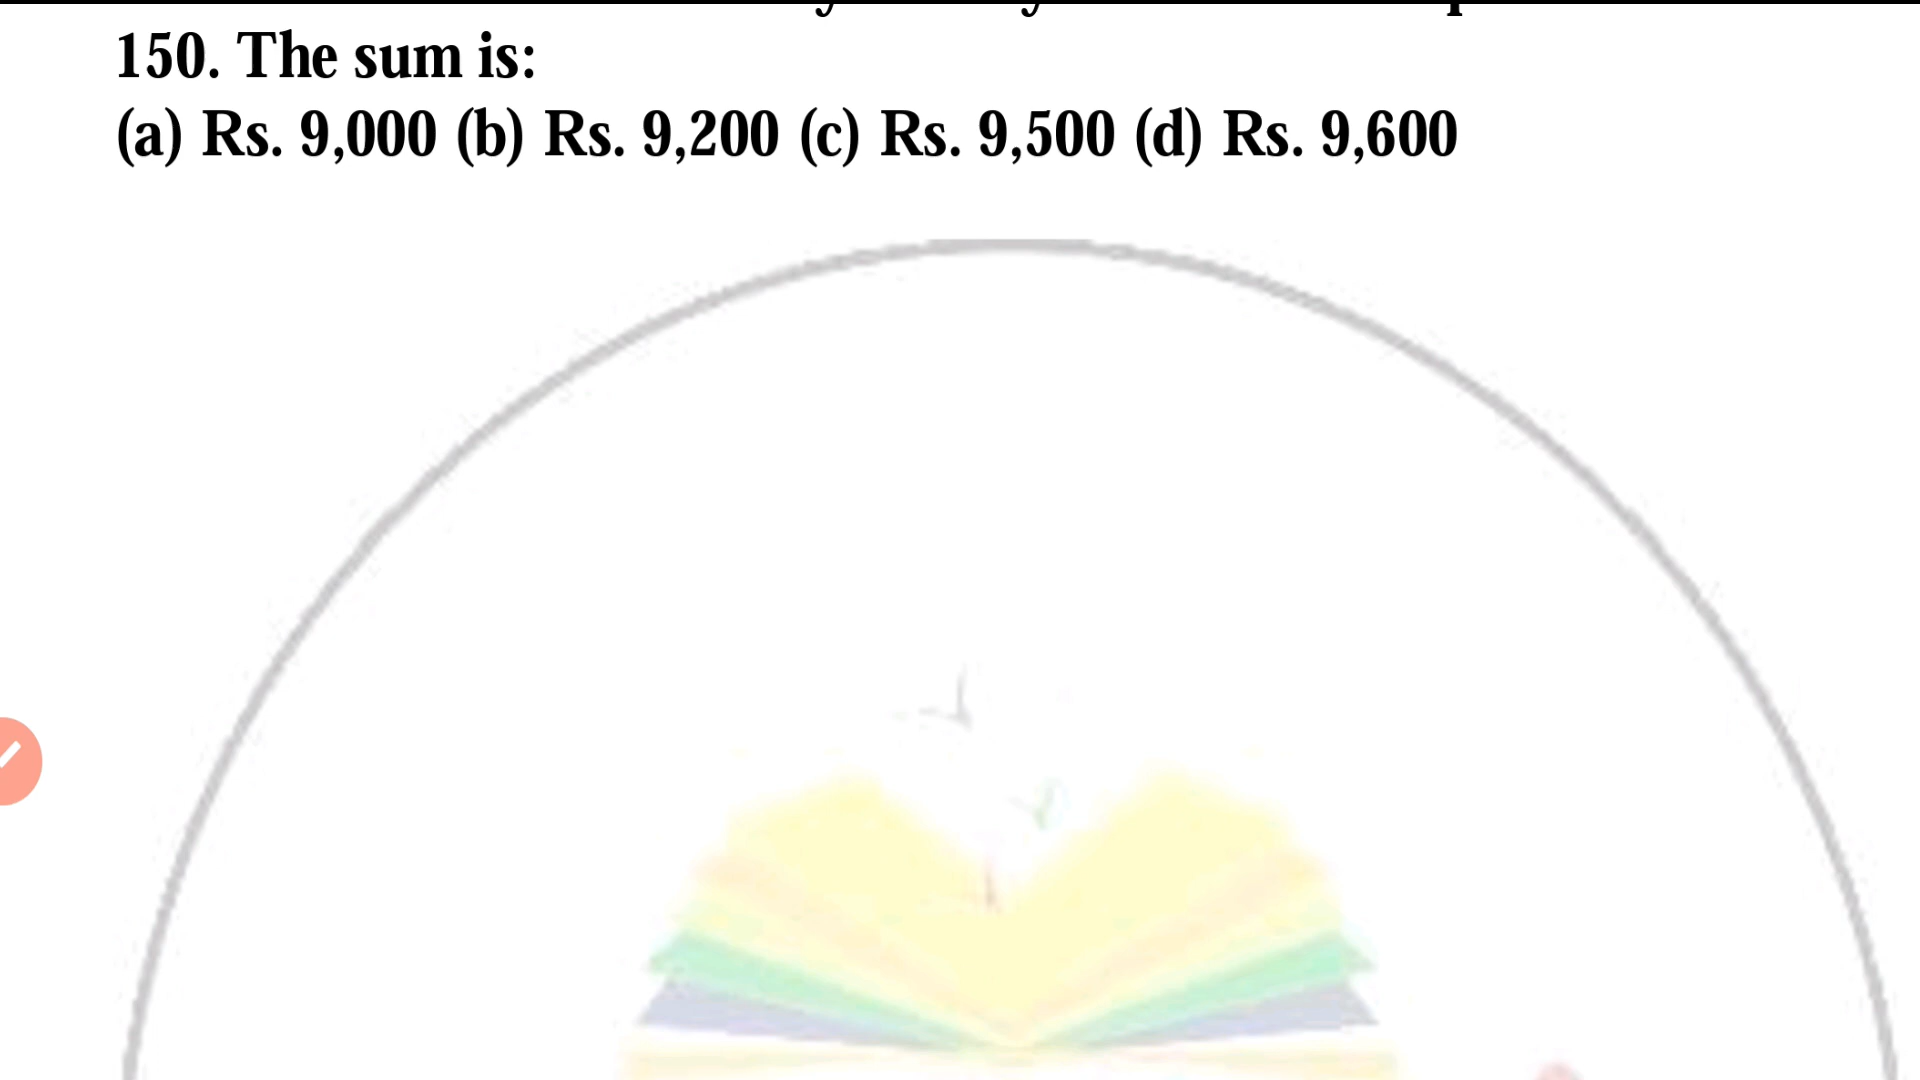 150. The sum is:
(a) Rs. 9,000 (b) Rs. 9,200 (c) Rs. 9,500 (d) Rs. 9,600